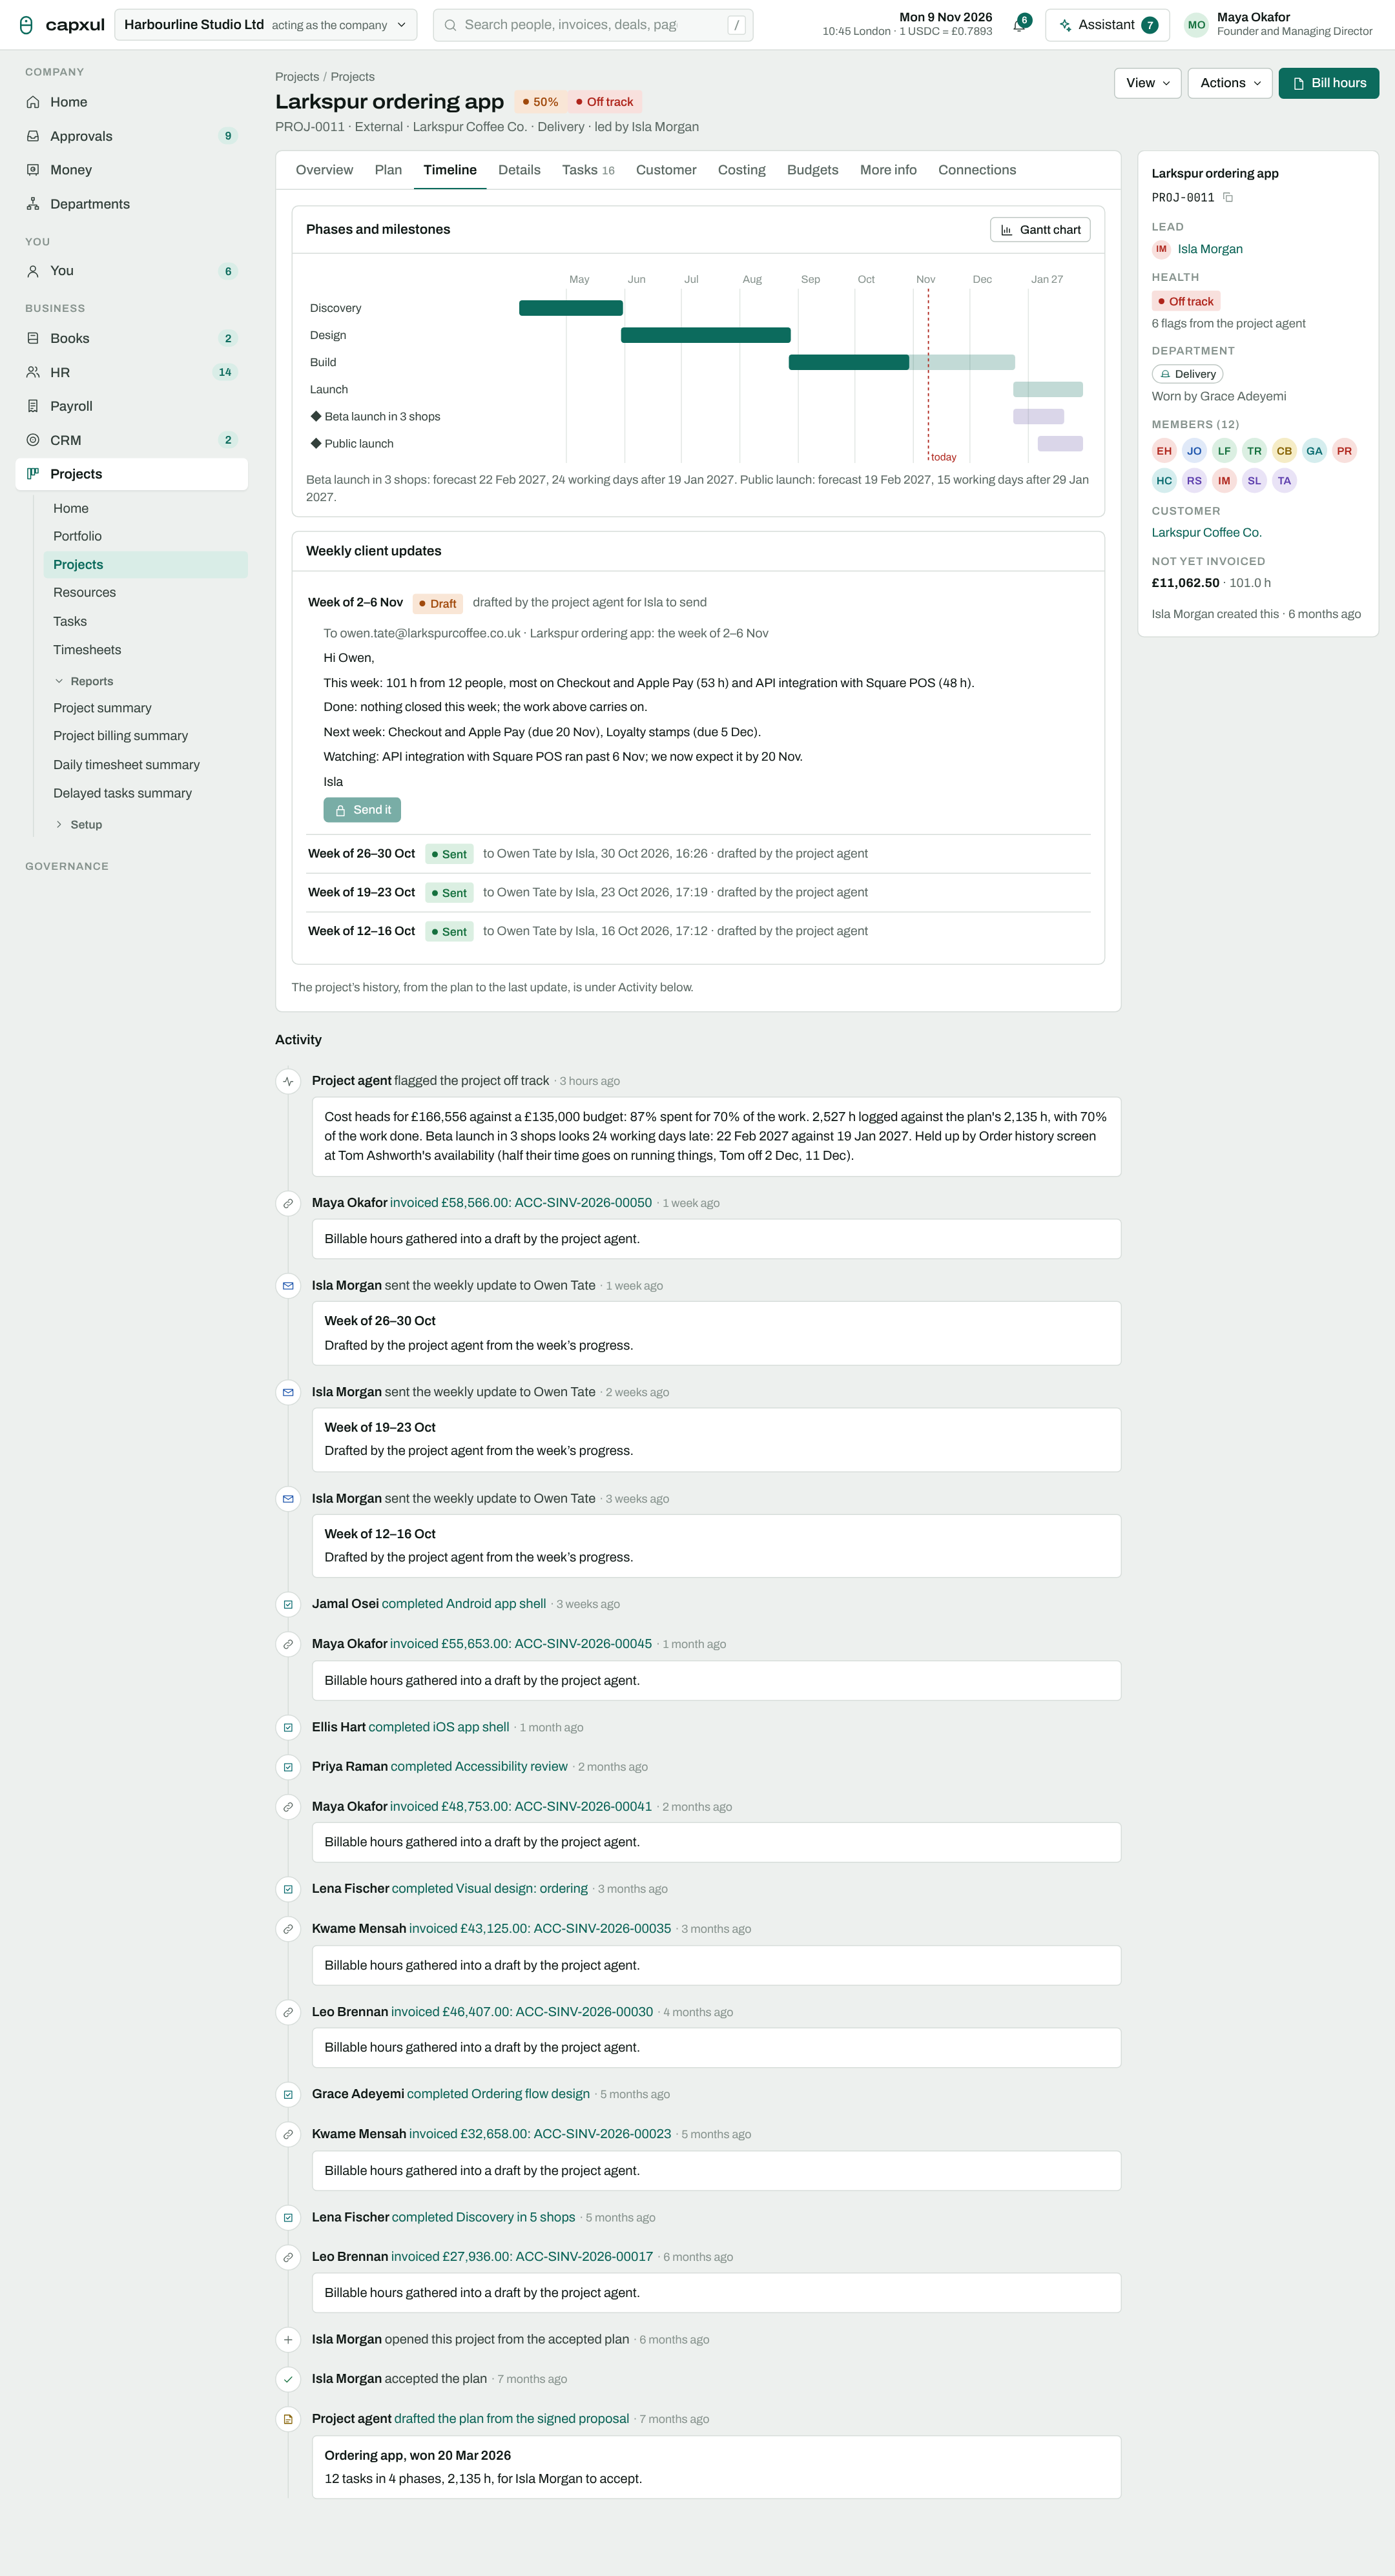 capxul
Harbourline Studio Ltd acting as the company
Search people, invoices, deals, pag
/
Mon 9 Nov 2026
10:45 London · 1 USDC = £0.7893
6
Assistant 7
MO
Maya Okafor
Founder and Managing Director
COMPANY
Home
Approvals 9
Money
Departments
YOU
You 6
BUSINESS
Books 2
HR 14
Payroll
CRM 2
Projects
Home
Portfolio
Projects
Resources
Tasks
Timesheets
Reports
Project summary
Project billing summary
Daily timesheet summary
Delayed tasks summary
Setup
GOVERNANCE
Projects / Projects
Larkspur ordering app 50% Off track
PROJ-0011 · External · Larkspur Coffee Co. · Delivery · led by Isla Morgan
View
Actions
Bill hours
Overview Plan Timeline Details Tasks 16 Customer Costing Budgets More info Connections
Phases and milestones
Gantt chart
May Jun Jul Aug Sep Oct Nov Dec Jan 27
Discovery
Design
Build
Launch
Beta launch in 3 shops
Public launch
today
Beta launch in 3 shops: forecast 22 Feb 2027, 24 working days after 19 Jan 2027. Public launch: forecast 19 Feb 2027, 15 working days after 29 Jan
2027.
Weekly client updates
Week of 2–6 Nov Draft drafted by the project agent for Isla to send
To owen.tate@larkspurcoffee.co.uk · Larkspur ordering app: the week of 2–6 Nov
Hi Owen,
This week: 101 h from 12 people, most on Checkout and Apple Pay (53 h) and API integration with Square POS (48 h).
Done: nothing closed this week; the work above carries on.
Next week: Checkout and Apple Pay (due 20 Nov), Loyalty stamps (due 5 Dec).
Watching: API integration with Square POS ran past 6 Nov; we now expect it by 20 Nov.
Isla
Send it
Week of 26–30 Oct Sent to Owen Tate by Isla, 30 Oct 2026, 16:26 · drafted by the project agent
Week of 19–23 Oct Sent to Owen Tate by Isla, 23 Oct 2026, 17:19 · drafted by the project agent
Week of 12–16 Oct Sent to Owen Tate by Isla, 16 Oct 2026, 17:12 · drafted by the project agent
The project’s history, from the plan to the last update, is under Activity below.
Larkspur ordering app
PROJ-0011
LEAD
IM Isla Morgan
HEALTH
Off track
6 flags from the project agent
DEPARTMENT
Delivery
Worn by Grace Adeyemi
MEMBERS (12)
EH JO LF TR CB GA PR
HC RS IM SL TA
CUSTOMER
Larkspur Coffee Co.
NOT YET INVOICED
£11,062.50 · 101.0 h
Isla Morgan created this · 6 months ago
Activity
Project agent flagged the project off track · 3 hours ago
Cost heads for £166,556 against a £135,000 budget: 87% spent for 70% of the work. 2,527 h logged against the plan's 2,135 h, with 70%
of the work done. Beta launch in 3 shops looks 24 working days late: 22 Feb 2027 against 19 Jan 2027. Held up by Order history screen
at Tom Ashworth's availability (half their time goes on running things, Tom off 2 Dec, 11 Dec).
Maya Okafor invoiced £58,566.00: ACC-SINV-2026-00050 · 1 week ago
Billable hours gathered into a draft by the project agent.
Isla Morgan sent the weekly update to Owen Tate · 1 week ago
Week of 26–30 Oct
Drafted by the project agent from the week’s progress.
Isla Morgan sent the weekly update to Owen Tate · 2 weeks ago
Week of 19–23 Oct
Drafted by the project agent from the week’s progress.
Isla Morgan sent the weekly update to Owen Tate · 3 weeks ago
Week of 12–16 Oct
Drafted by the project agent from the week’s progress.
Jamal Osei completed Android app shell · 3 weeks ago
Maya Okafor invoiced £55,653.00: ACC-SINV-2026-00045 · 1 month ago
Billable hours gathered into a draft by the project agent.
Ellis Hart completed iOS app shell · 1 month ago
Priya Raman completed Accessibility review · 2 months ago
Maya Okafor invoiced £48,753.00: ACC-SINV-2026-00041 · 2 months ago
Billable hours gathered into a draft by the project agent.
Lena Fischer completed Visual design: ordering · 3 months ago
Kwame Mensah invoiced £43,125.00: ACC-SINV-2026-00035 · 3 months ago
Billable hours gathered into a draft by the project agent.
Leo Brennan invoiced £46,407.00: ACC-SINV-2026-00030 · 4 months ago
Billable hours gathered into a draft by the project agent.
Grace Adeyemi completed Ordering flow design · 5 months ago
Kwame Mensah invoiced £32,658.00: ACC-SINV-2026-00023 · 5 months ago
Billable hours gathered into a draft by the project agent.
Lena Fischer completed Discovery in 5 shops · 5 months ago
Leo Brennan invoiced £27,936.00: ACC-SINV-2026-00017 · 6 months ago
Billable hours gathered into a draft by the project agent.
Isla Morgan opened this project from the accepted plan · 6 months ago
Isla Morgan accepted the plan · 7 months ago
Project agent drafted the plan from the signed proposal · 7 months ago
Ordering app, won 20 Mar 2026
12 tasks in 4 phases, 2,135 h, for Isla Morgan to accept.